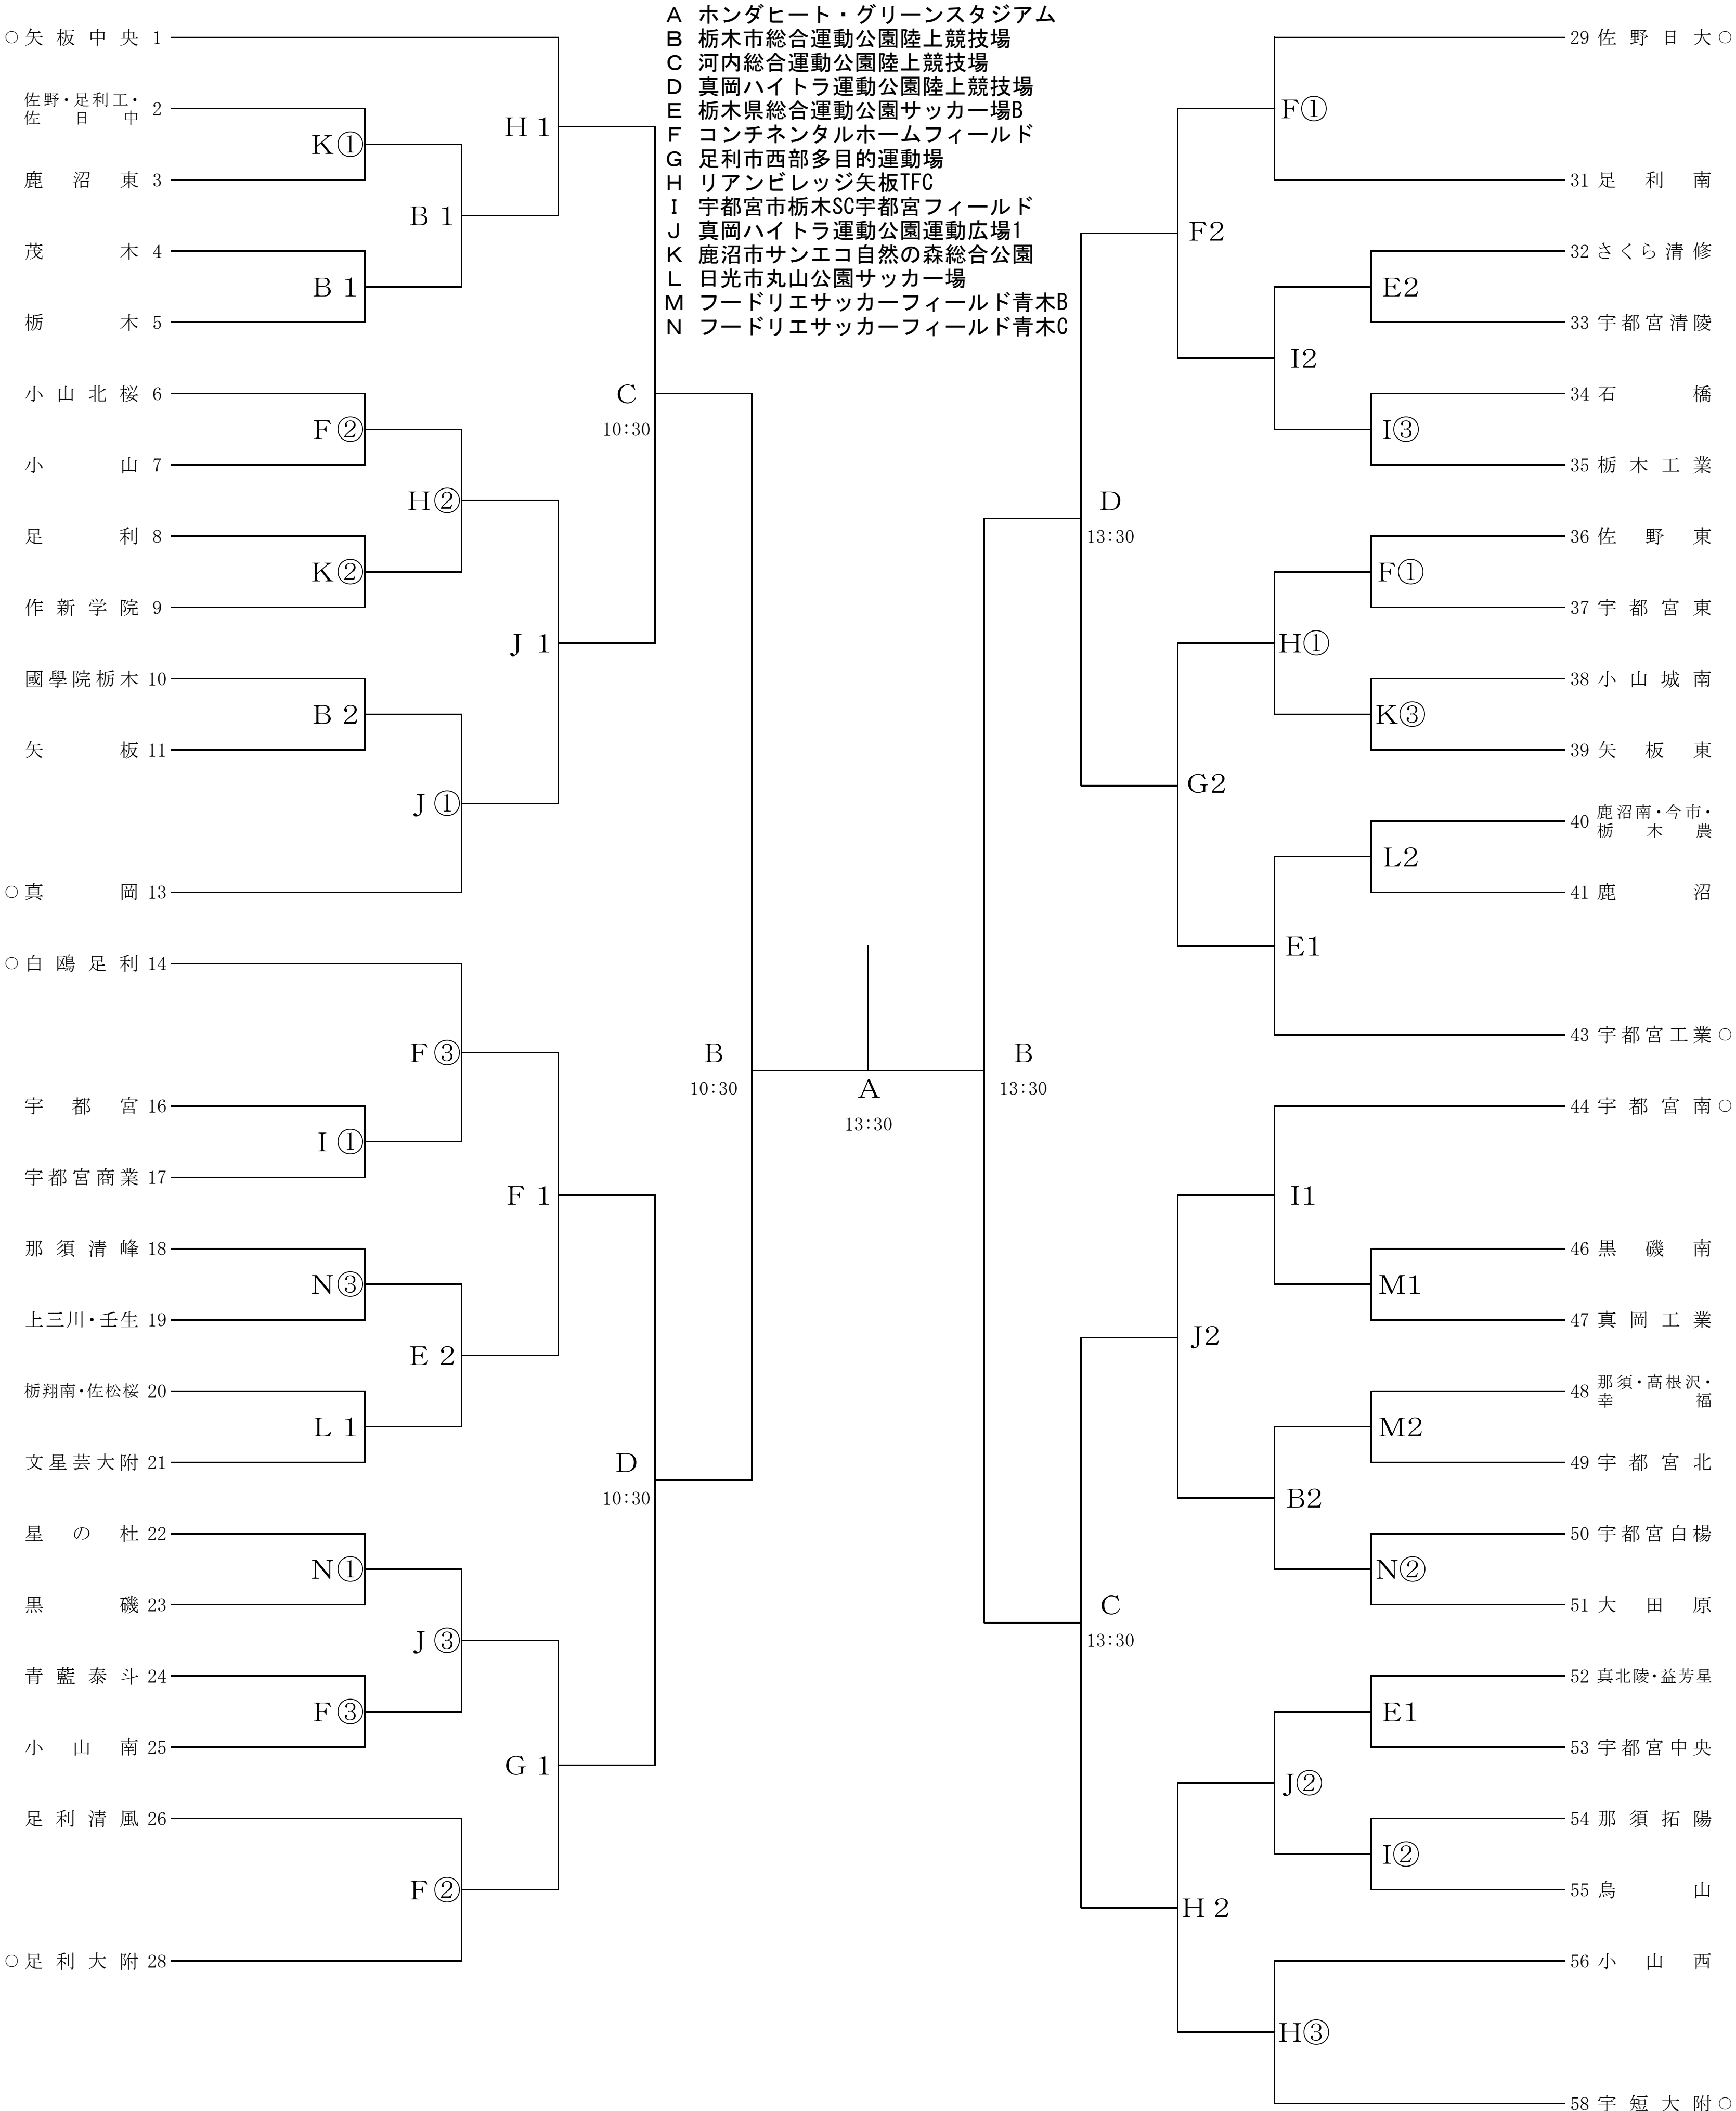 A ホンダヒート・グリーンスタジアム
B 栃木市総合運動公園陸上競技場
C 河内総合運動公園陸上競技場
D 真岡ハイトラ運動公園陸上競技場
E 栃木県総合運動公園サッカー場B
F コンチネンタルホームフィールド
G 足利市西部多目的運動場
H リアンビレッジ矢板TFC
I 宇都宮市栃木SC宇都宮フィールド
J 真岡ハイトラ運動公園運動広場1
K 鹿沼市サンエコ自然の森総合公園
L 日光市丸山公園サッカー場
M フードリエサッカーフィールド青木B
N フードリエサッカーフィールド青木C
○矢板中央 1
佐野・足利工・
佐日中 2
鹿沼東 3
茂木 4
栃木 5
小山北桜 6
小山 7
足利 8
作新学院 9
國學院栃木 10
矢板 11
○真岡 13
○白鴎足利 14
宇都宮 16
宇都宮商業 17
那須清峰 18
上三川・壬生 19
栃翔南・佐松桜 20
文星芸大附 21
星の杜 22
黒磯 23
青藍泰斗 24
小山南 25
足利清風 26
○足利大附 28
K①
B 1
F②
K②
B 2
I①
N③
L 1
N①
F③
B 1
H②
J①
F③
E 2
J③
F②
H 1
J 1
F 1
G 1
C
10:30
D
10:30
B
10:30
A
13:30
B
13:30
D
13:30
C
13:30
F2
G2
J2
H 2
F①
I2
H①
E1
I1
B2
J②
H③
E2
I③
F①
K③
L2
M1
M2
N②
E1
I②
29 佐野日大○
31 足利南
32 さくら清修
33 宇都宮清陵
34 石橋
35 栃木工業
36 佐野東
37 宇都宮東
38 小山城南
39 矢板東
40 鹿沼南・今市・
栃木農
41 鹿沼
43 宇都宮工業○
44 宇都宮南○
46 黒磯南
47 真岡工業
48 那須・高根沢・
幸福
49 宇都宮北
50 宇都宮白楊
51 大田原
52 真北陵・益芳星
53 宇都宮中央
54 那須拓陽
55 烏山
56 小山西
58 宇短大附○